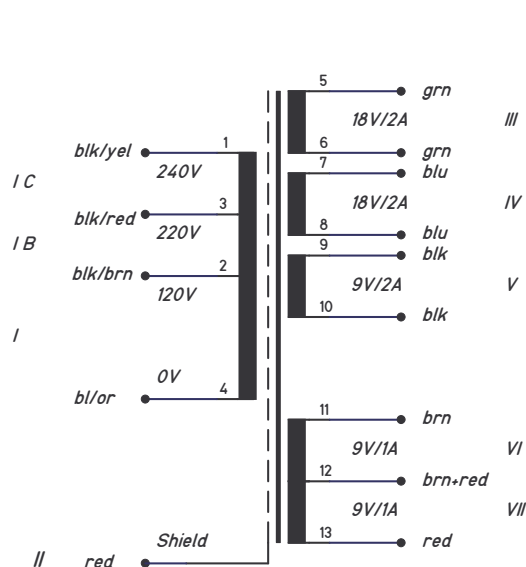 5 grn
18V/2A III
6 grn
1 blk/yel 7 blu
240V
I C
3 18V/2A IV
blk/red 220V 8 blu
I B 9 blk
2 blk/brn 9V/2A V
120V 10 blk
I
0V
bl/or 4 11 brn
9V/1A VI
12 brn+red
9V/1A VII
Shield 13 red
II red